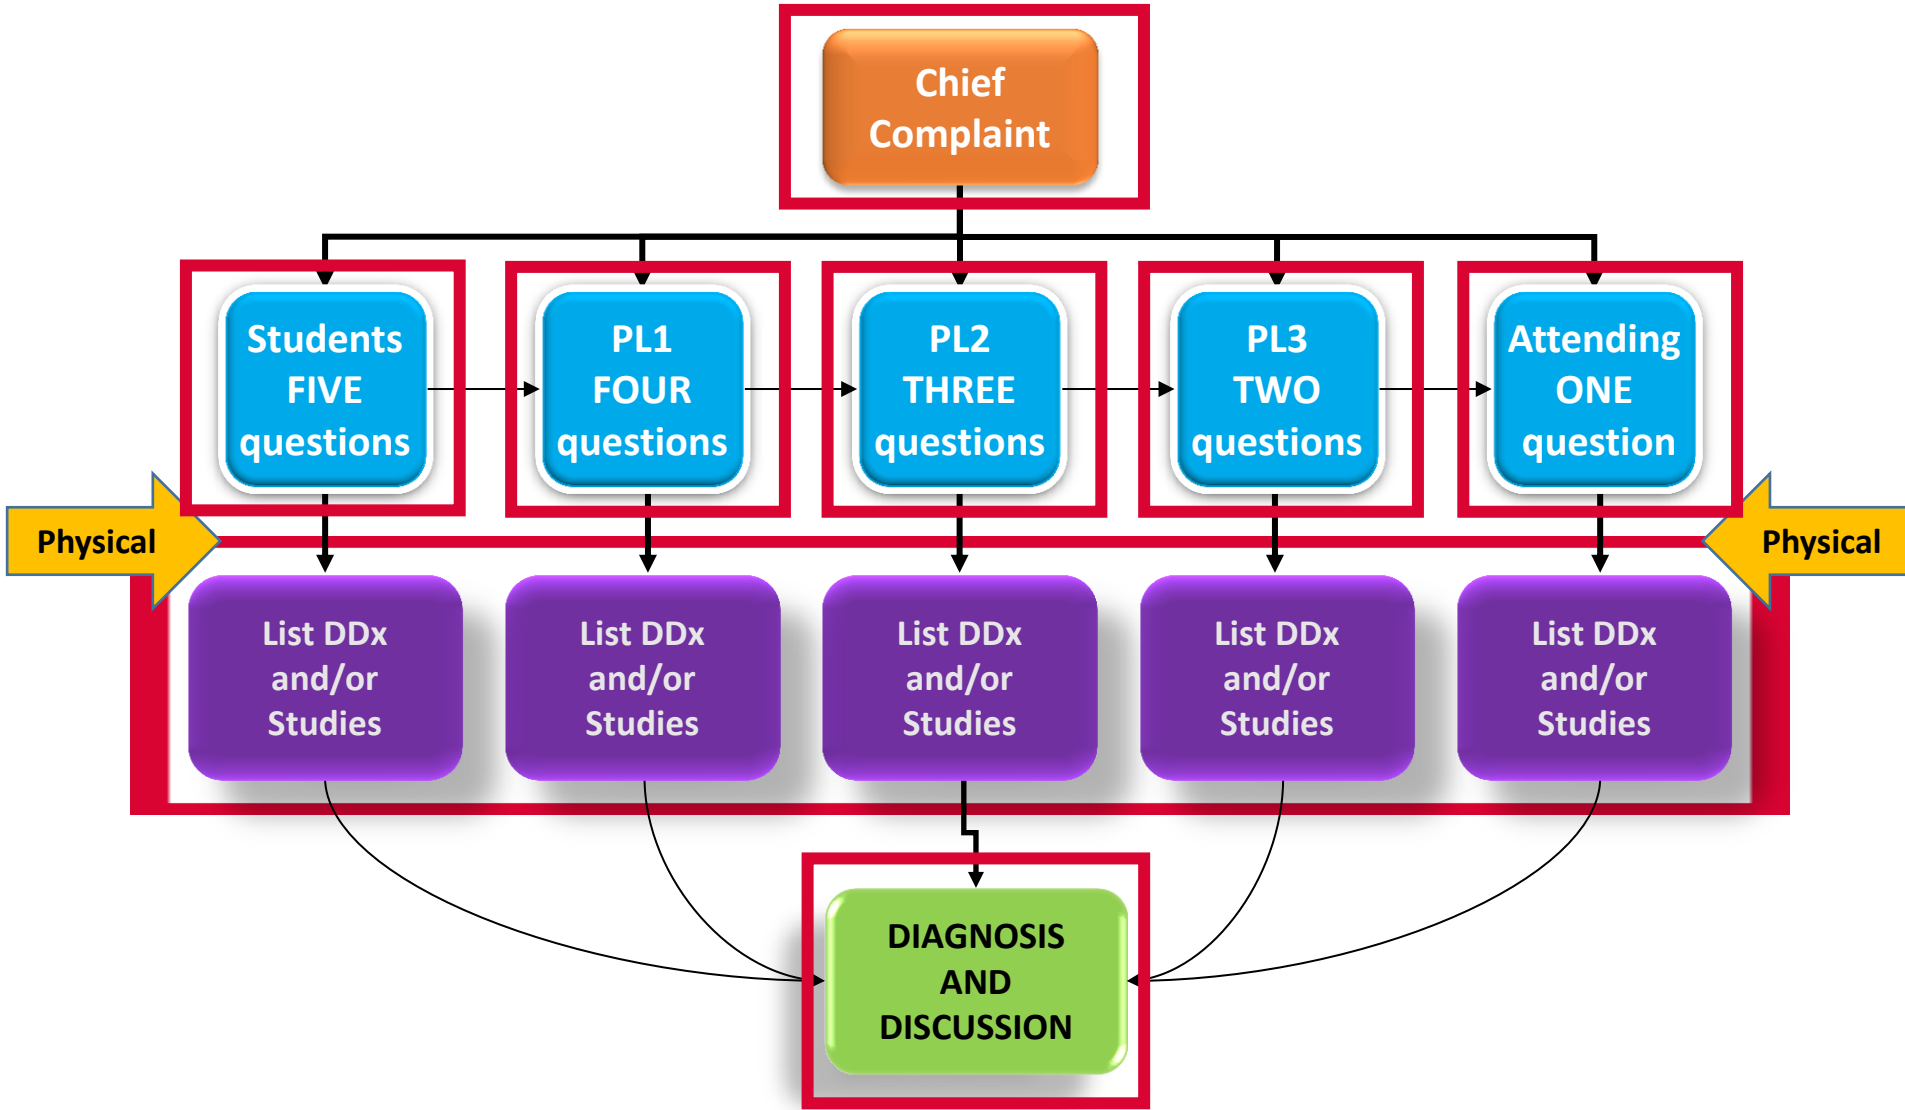 Chief
Complaint
Students
FIVE
questions
PL1
FOUR
questions
PL2
THREE
questions
PL3
TWO
questions
Attending
ONE
question
Physical
Physical
List DDx
and/or
Studies
List DDx
and/or
Studies
List DDx
and/or
Studies
List DDx
and/or
Studies
List DDx
and/or
Studies
DIAGNOSIS
AND
DISCUSSION